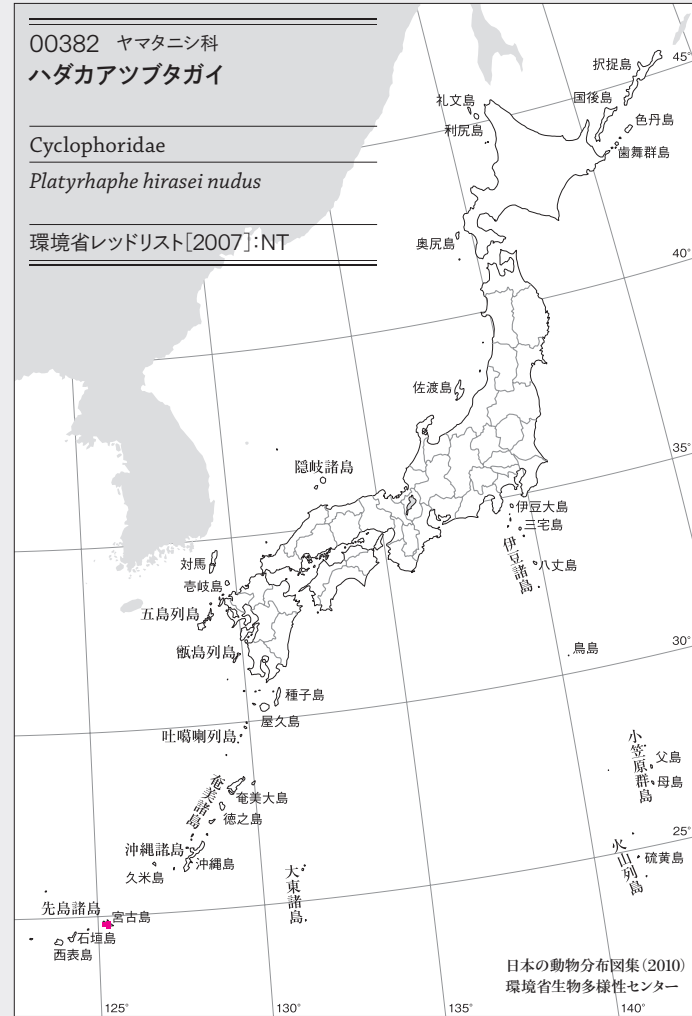 00382 ヤマタニシ科
ハダカアツブタガイ
Cyclophoridae
Platyrhaphe hirasei nudus
環境省レッドリスト[2007]:NT
45°
択捉島
国後島
礼文島
色丹島
利尻島
歯舞群島
奥尻島
40°
佐渡島
35°
隠岐諸島
伊豆大島
三宅島
伊豆諸島
八丈島
対馬
壱岐島
五島列島
甑島列島
鳥島
30°
種子島
屋久島
吐噶喇列島
小笠原群島
父島
母島
奄美諸島
奄美大島
徳之島
25°
沖縄諸島
沖縄島
久米島
火山列島
硫黄島
大東諸島
先島諸島
宮古島
石垣島
西表島
日本の動物分布図集(2010)
環境省生物多様性センター
125°
130°
135°
140°